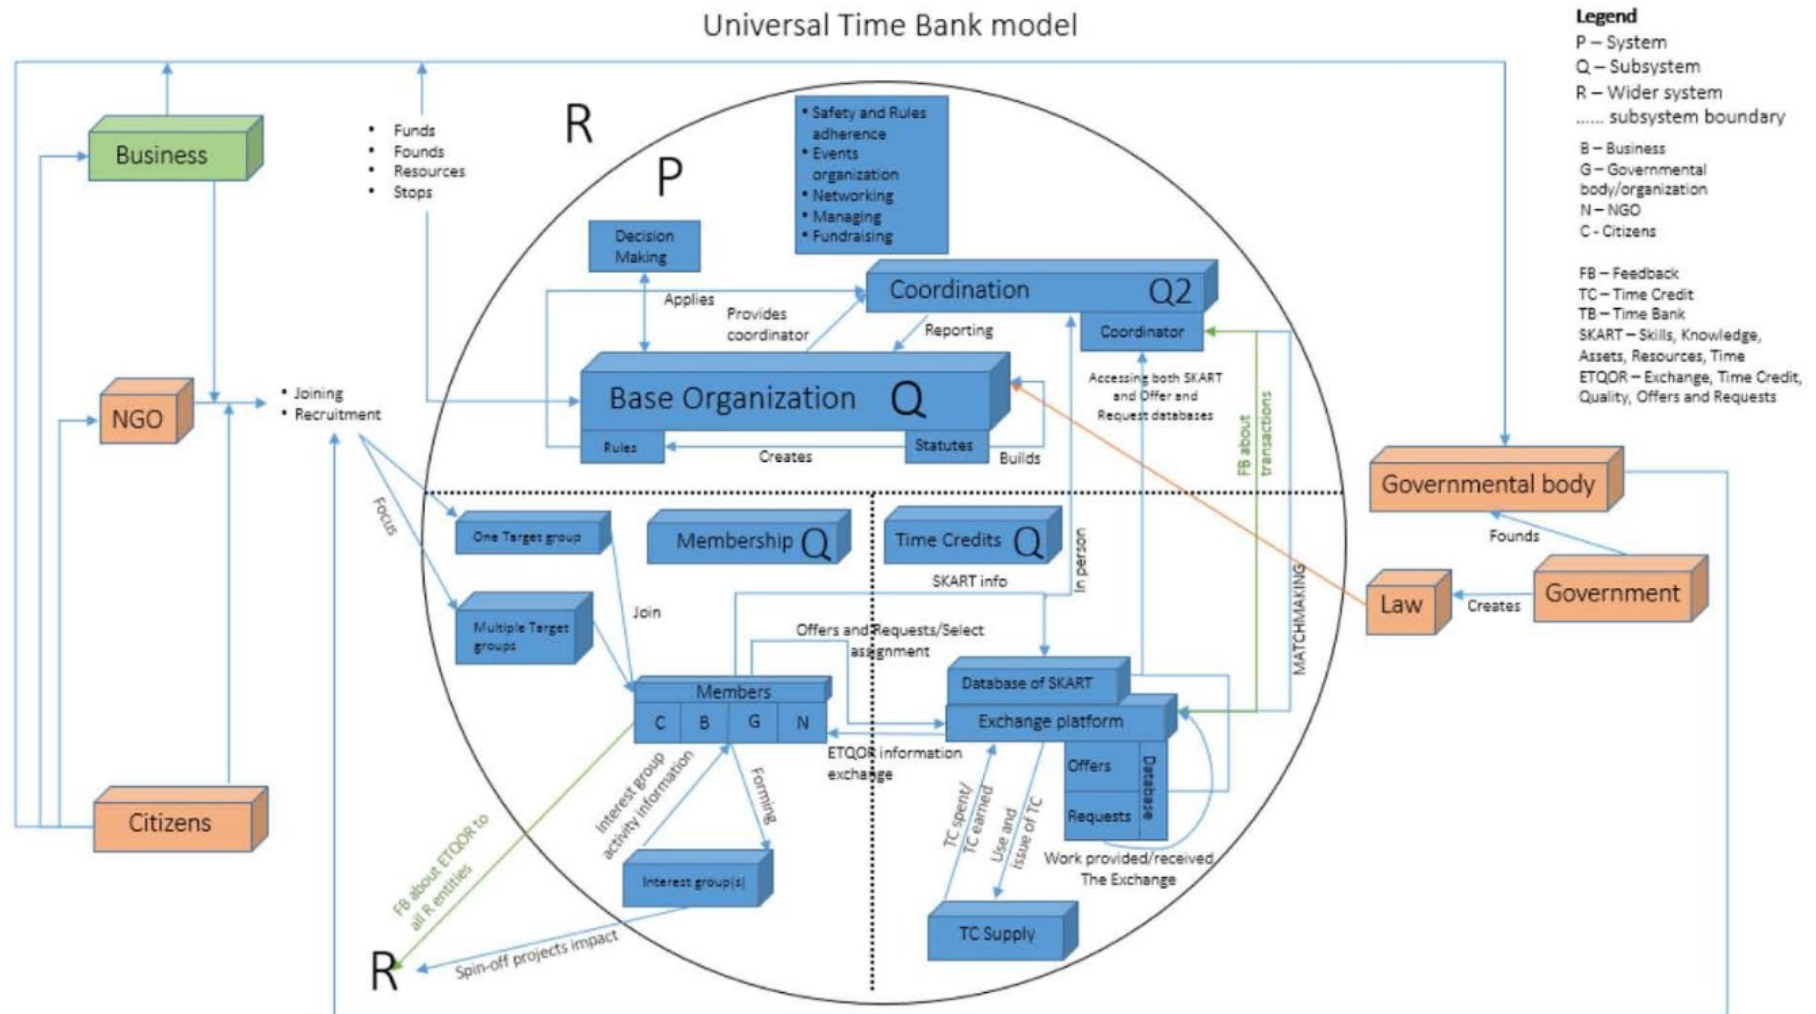 Universal Time Bank model
Legend
P – System
Q – Subsystem
R – Wider system
...... subsystem boundary
B – Business
G – Governmental
body/organization
N – NGO
C - Citizens
FB – Feedback
TC – Time Credit
TB – Time Bank
SKART – Skills, Knowledge,
Assets, Resources, Time
ETQOR – Exchange, Time Credit,
Quality, Offers and Requests
Business
• Funds
• Founds
• Resources
• Stops
R
P
• Safety and Rules
adherence
• Events
organization
• Networking
• Managing
• Fundraising
Decision
Making
Applies
Provides
coordinator
Coordination Q2
Coordinator
Reporting
Base Organization Q
Rules
Creates
Statutes
Builds
Accessing both SKART
and Offer and
Request databases
FB about
transactions
NGO
• Joining
• Recruitment
Focus
Governmental body
Founds
Government
Creates
Law
One Target group
Membership Q
Time Credits Q
SKART info
In person
MATCHMAKING
Multiple Target
groups
Join
Offers and Requests/Select
assignment
Members
C B G N
Database of SKART
Exchange platform
ETQOR information
exchange
Offers
Requests
Database
Interest group
activity information
Forming
TC spent/
TC earned
Use and
issue of TC
Work provided/received
The Exchange
Citizens
Interest group(s)
TC Supply
FB about ETQOR to
all R entities
Spin-off projects impact
R